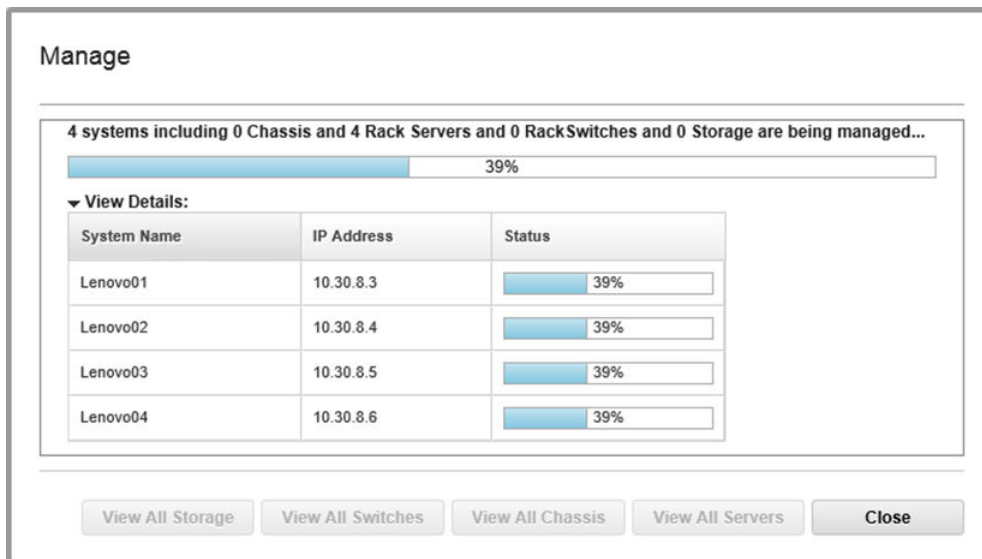 Manage
4 systems including 0 Chassis and 4 Rack Servers and 0 RackSwitches and 0 Storage are being managed...
39%
View Details:
System Name IP Address Status
Lenovo01 10.30.8.3 39%
Lenovo02 10.30.8.4 39%
Lenovo03 10.30.8.5 39%
Lenovo04 10.30.8.6 39%
View All Storage View All Switches View All Chassis View All Servers Close